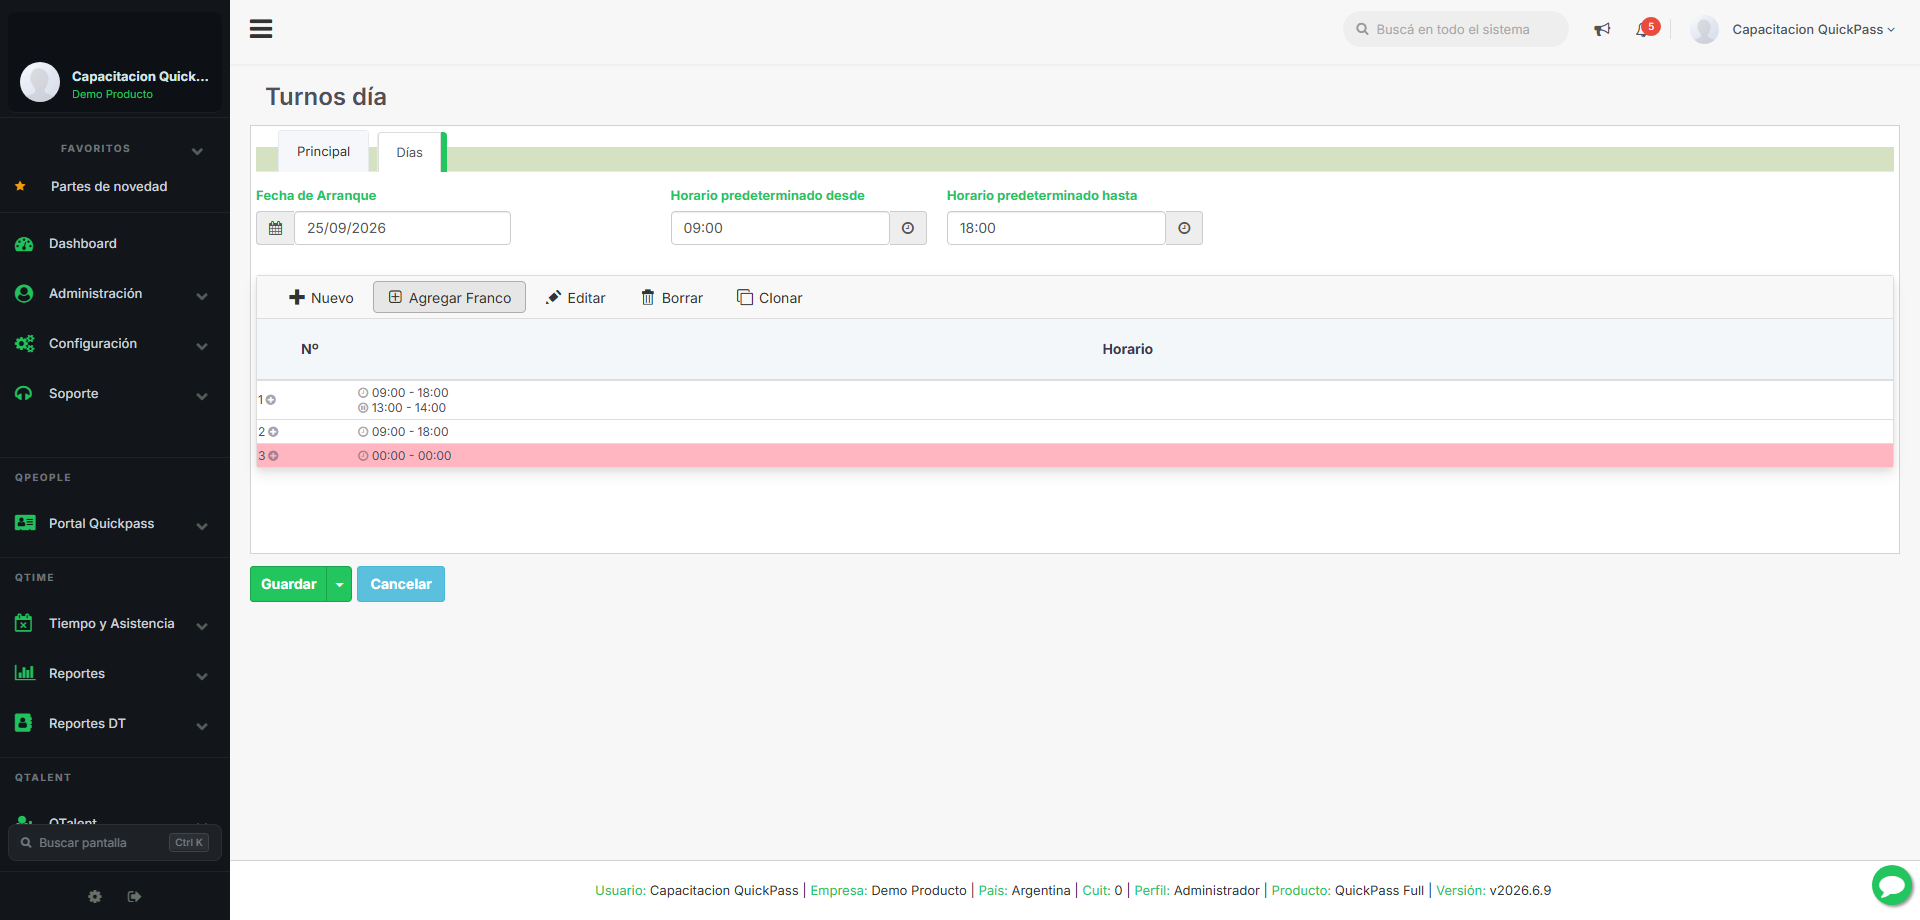 Capacitacion Quick...
Demo Producto
FAVORITOS
Partes de novedad
Dashboard
Administración
Configuración
Soporte
QPEOPLE
Portal Quickpass
QTIME
Tiempo y Asistencia
Reportes
Reportes DT
QTALENT
QTalent
Buscar pantalla Ctrl K
Buscá en todo el sistema 5 Capacitacion QuickPass
Turnos día
Principal Días
Fecha de Arranque Horario predeterminado desde Horario predeterminado hasta
25/09/2026 09:00 18:00
Nuevo Agregar Franco Editar Borrar Clonar
Nº Horario
1 09:00 - 18:00
13:00 - 14:00
2 09:00 - 18:00
3 00:00 - 00:00
Guardar Cancelar
Usuario: Capacitacion QuickPass | Empresa: Demo Producto | País: Argentina | Cuit: 0 | Perfil: Administrador | Producto: QuickPass Full | Versión: v2026.6.9